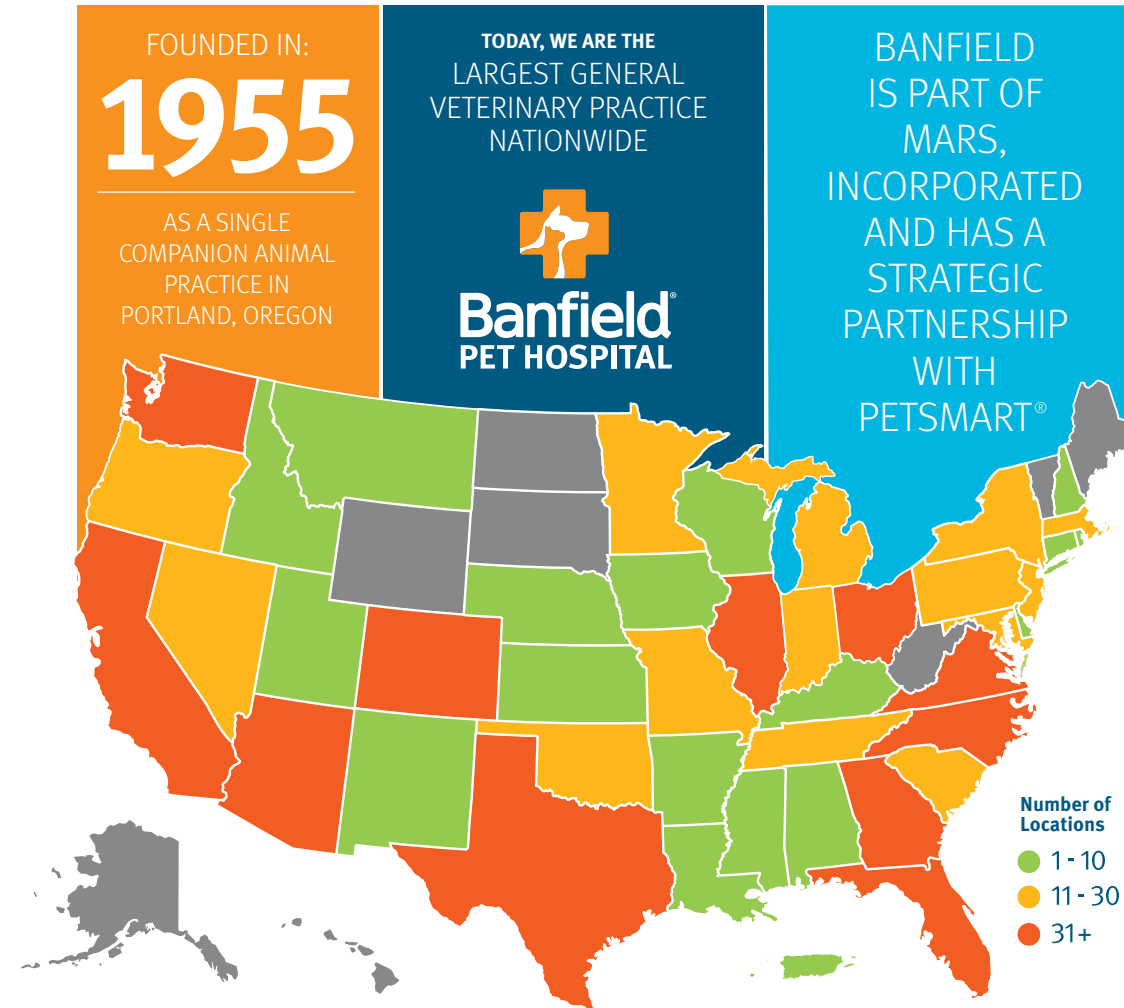 FOUNDED IN:
1955
AS A SINGLE
COMPANION ANIMAL
PRACTICE IN
PORTLAND, OREGON
TODAY, WE ARE THE
LARGEST GENERAL
VETERINARY PRACTICE
NATIONWIDE
Banfield®
PET HOSPITAL
BANFIELD
IS PART OF
MARS,
INCORPORATED
AND HAS A
STRATEGIC
PARTNERSHIP
WITH
PETSMART®
Number of
Locations
1 - 10
11 - 30
31+